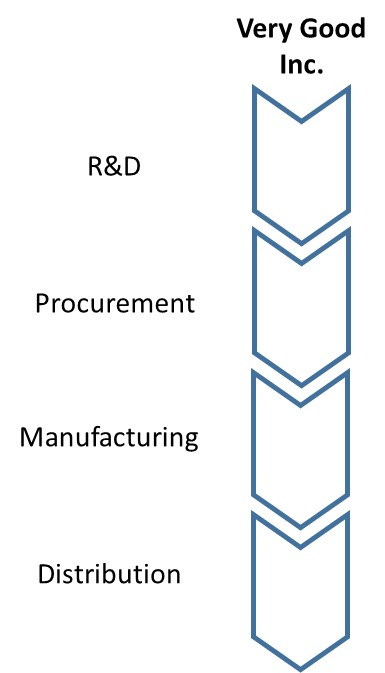 Very Good
Inc.
R&D
Procurement
Manufacturing
Distribution